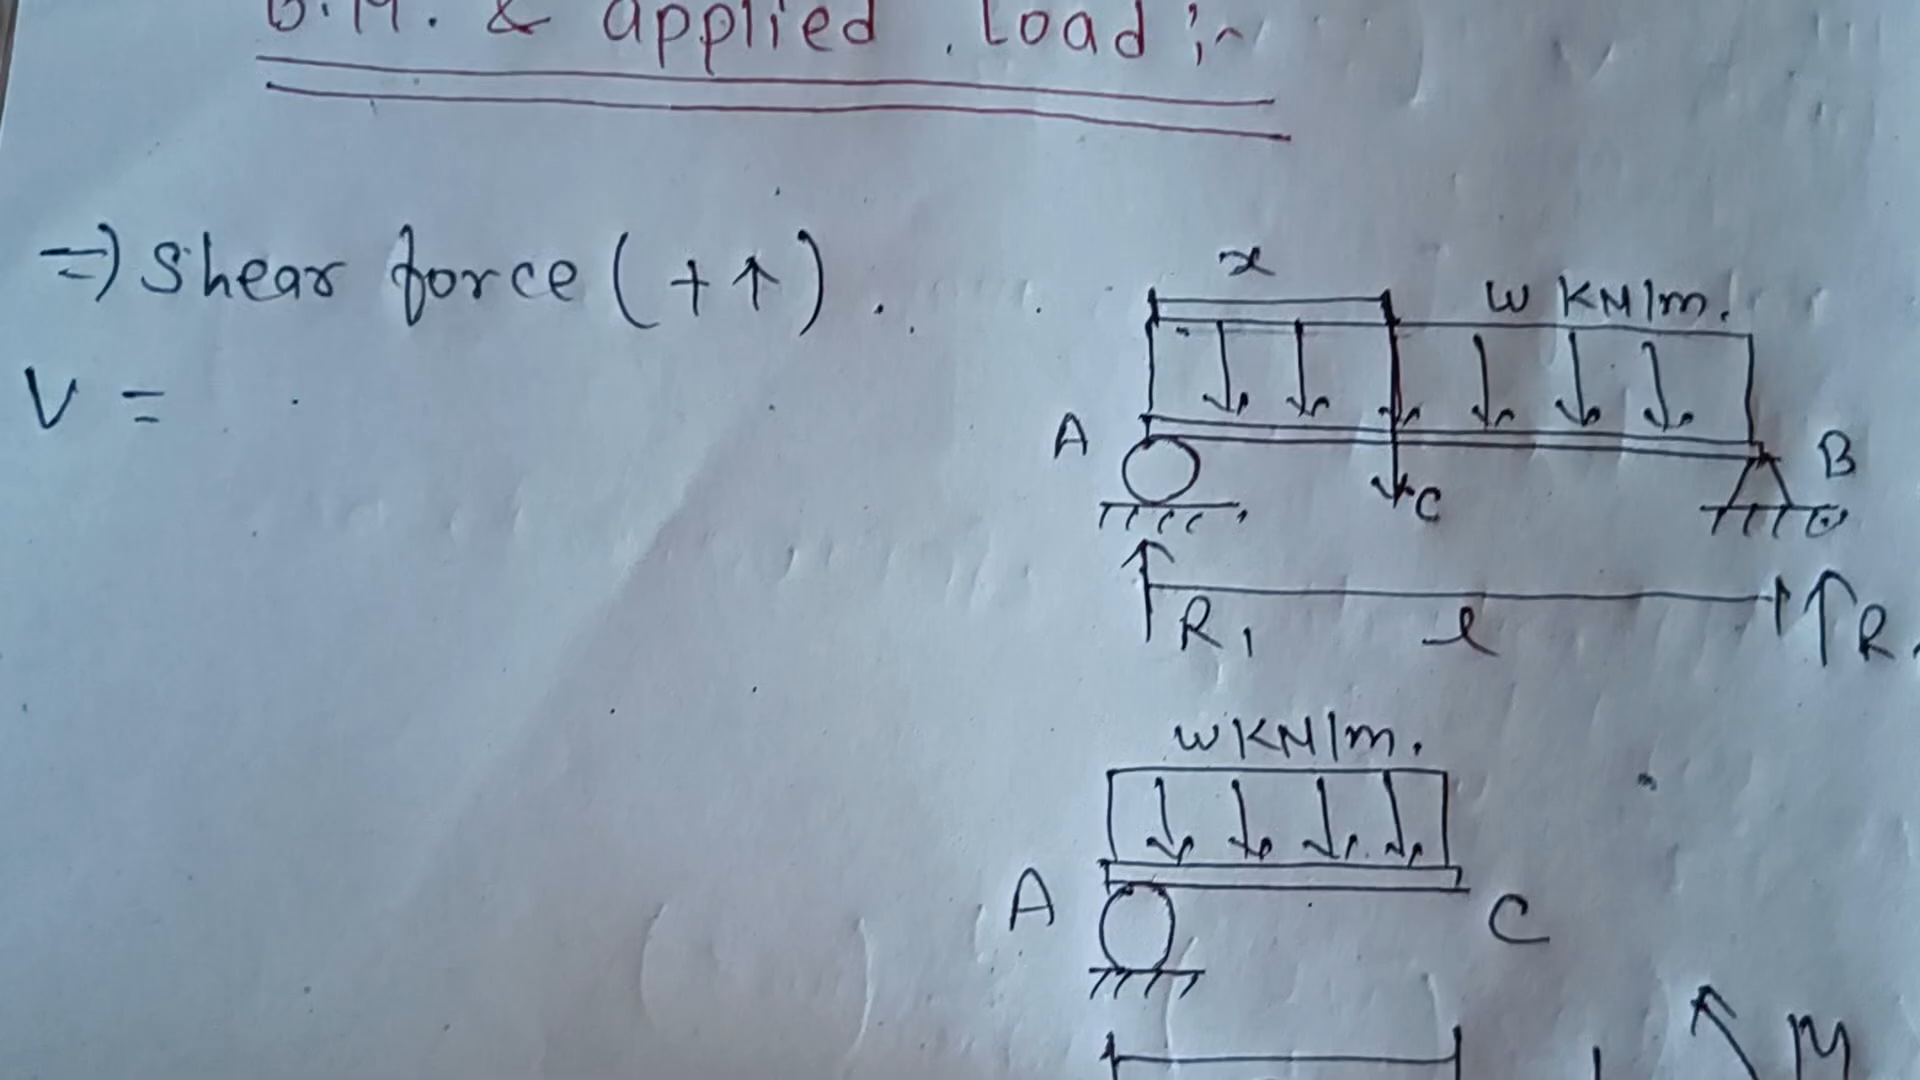 B.M. & applied load :-
⇒ Shear force (+↑).
V =
x
w KN/m.
A
B
C
R1
l
R
w KN/m.
A
C
M